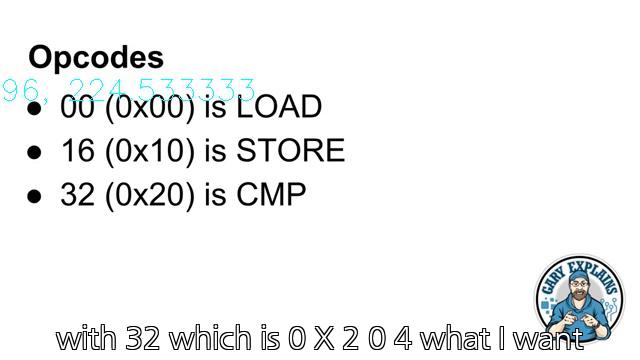 Opcodes
96, 224.533333
● 00 (0x00) is LOAD
● 16 (0x10) is STORE
● 32 (0x20) is CMP
GARY EXPLAINS
with 32 which is 0 X 2 0 4 what I want